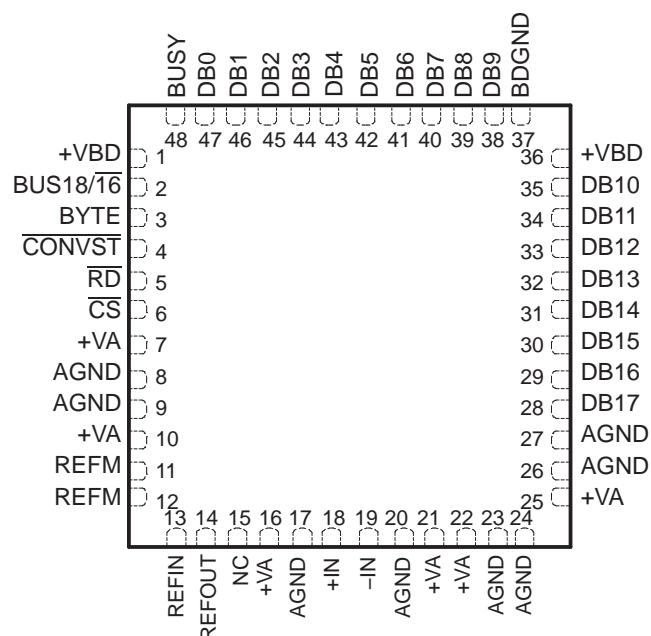 BUSY
DB0
DB1
DB2
DB3
DB4
DB5
DB6
DB7
DB8
DB9
BDGND
48 47 46 45 44 43 42 41 40 39 38 37
+VBD 1 36 +VBD
BUS18/16 2 35 DB10
BYTE 3 34 DB11
CONVST 4 33 DB12
RD 5 32 DB13
CS 6 31 DB14
+VA 7 30 DB15
AGND 8 29 DB16
AGND 9 28 DB17
+VA 10 27 AGND
REFM 11 26 AGND
REFM 12 25 +VA
13 14 15 16 17 18 19 20 21 22 23 24
REFIN
REFOUT
NC
+VA
AGND
+IN
−IN
AGND
+VA
+VA
AGND
AGND